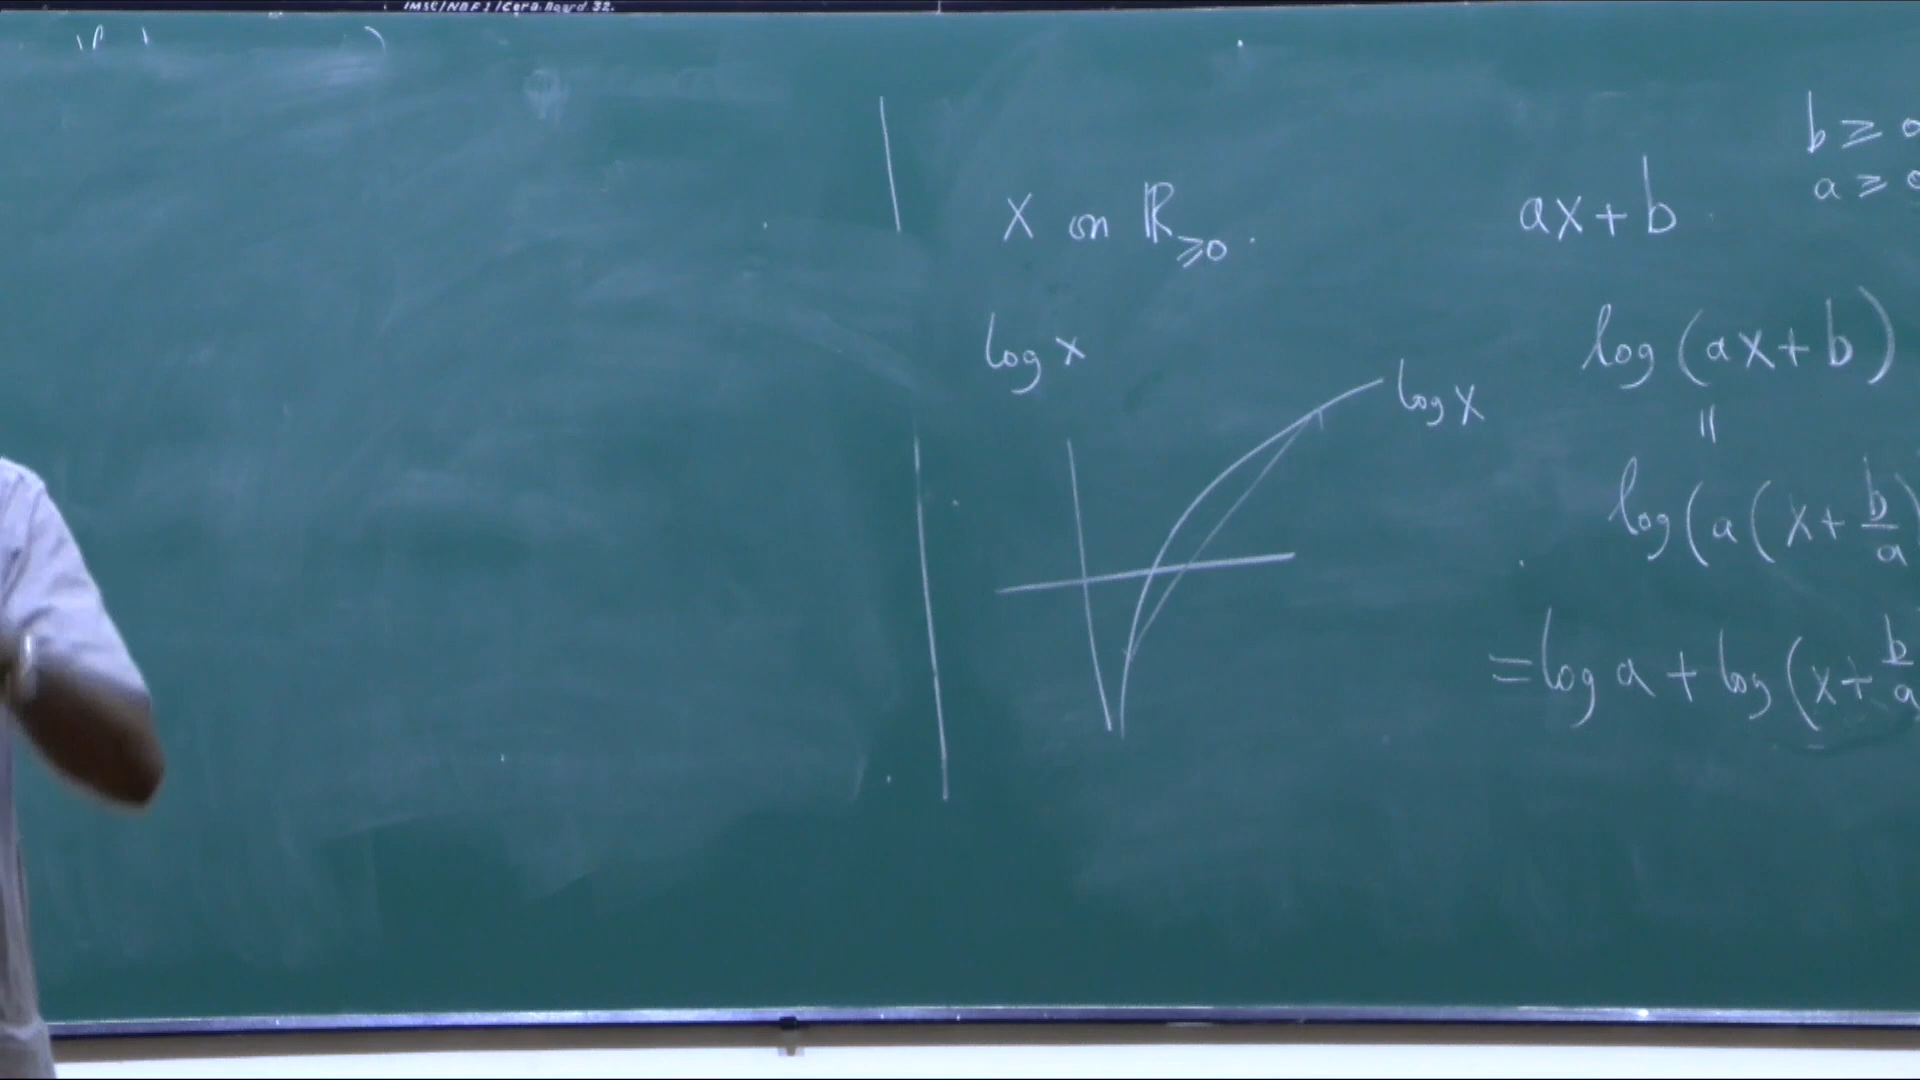 IMSC/NBF1/Cera.Board 32.
x on ℝ≥0.
log x
log x
b ≥ 0
a ≥ 0
ax+b
log (ax+b)
||
log (a (x+ b/a)
= log a + log (x+ b/a